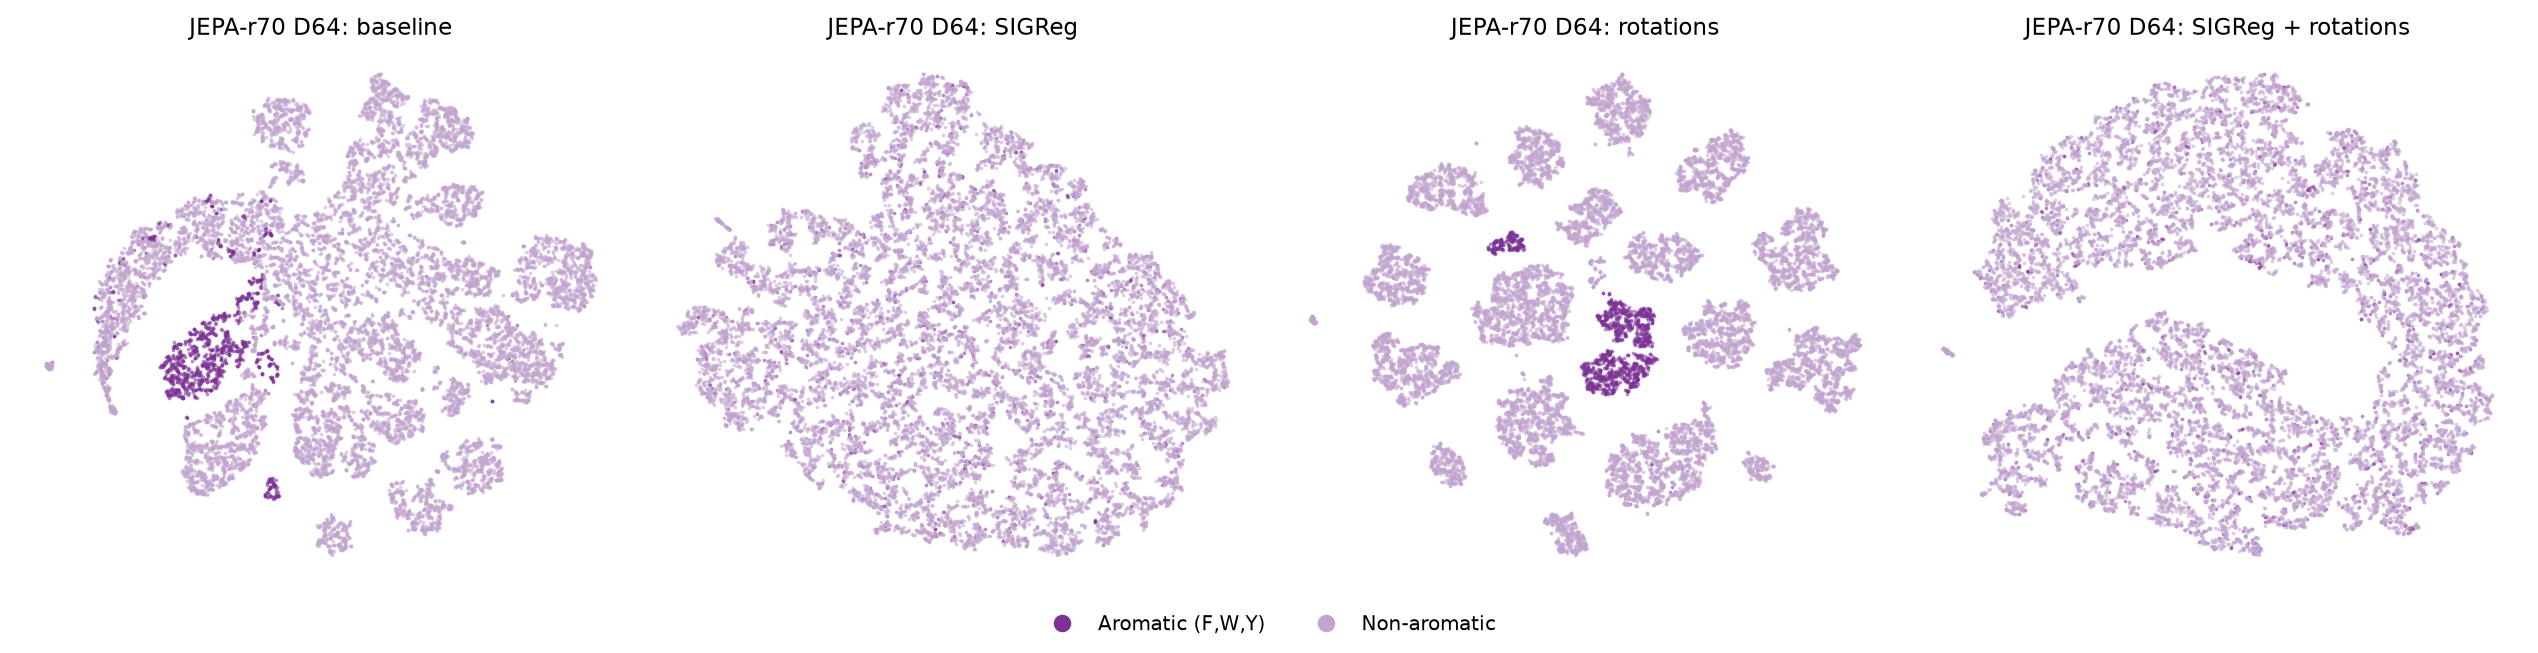 JEPA-r70 D64: baseline
JEPA-r70 D64: SIGReg
JEPA-r70 D64: rotations
JEPA-r70 D64: SIGReg + rotations
Aromatic (F,W,Y)
Non-aromatic